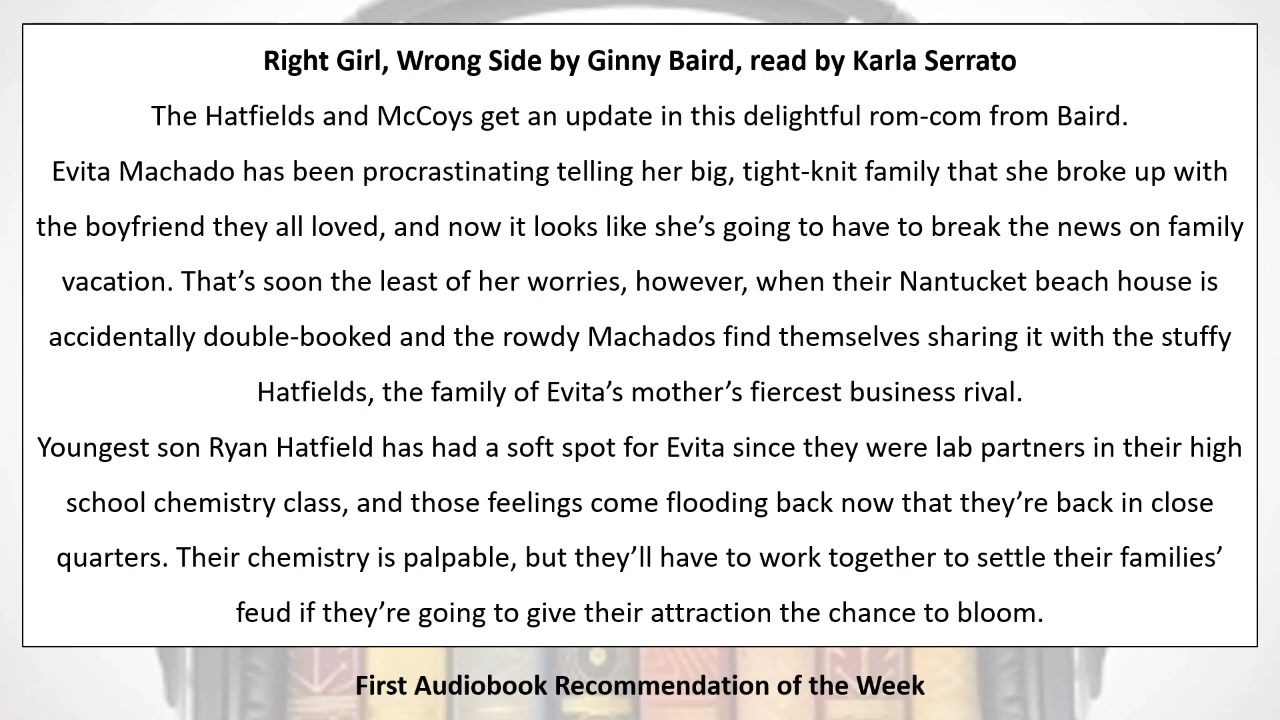 Right Girl, Wrong Side by Ginny Baird, read by Karla Serrato
The Hatfields and McCoys get an update in this delightful rom-com from Baird.
Evita Machado has been procrastinating telling her big, tight-knit family that she broke up with
the boyfriend they all loved, and now it looks like she’s going to have to break the news on family
vacation. That’s soon the least of her worries, however, when their Nantucket beach house is
accidentally double-booked and the rowdy Machados find themselves sharing it with the stuffy
Hatfields, the family of Evita’s mother’s fiercest business rival.
Youngest son Ryan Hatfield has had a soft spot for Evita since they were lab partners in their high
school chemistry class, and those feelings come flooding back now that they’re back in close
quarters. Their chemistry is palpable, but they’ll have to work together to settle their families’
feud if they’re going to give their attraction the chance to bloom.
First Audiobook Recommendation of the Week